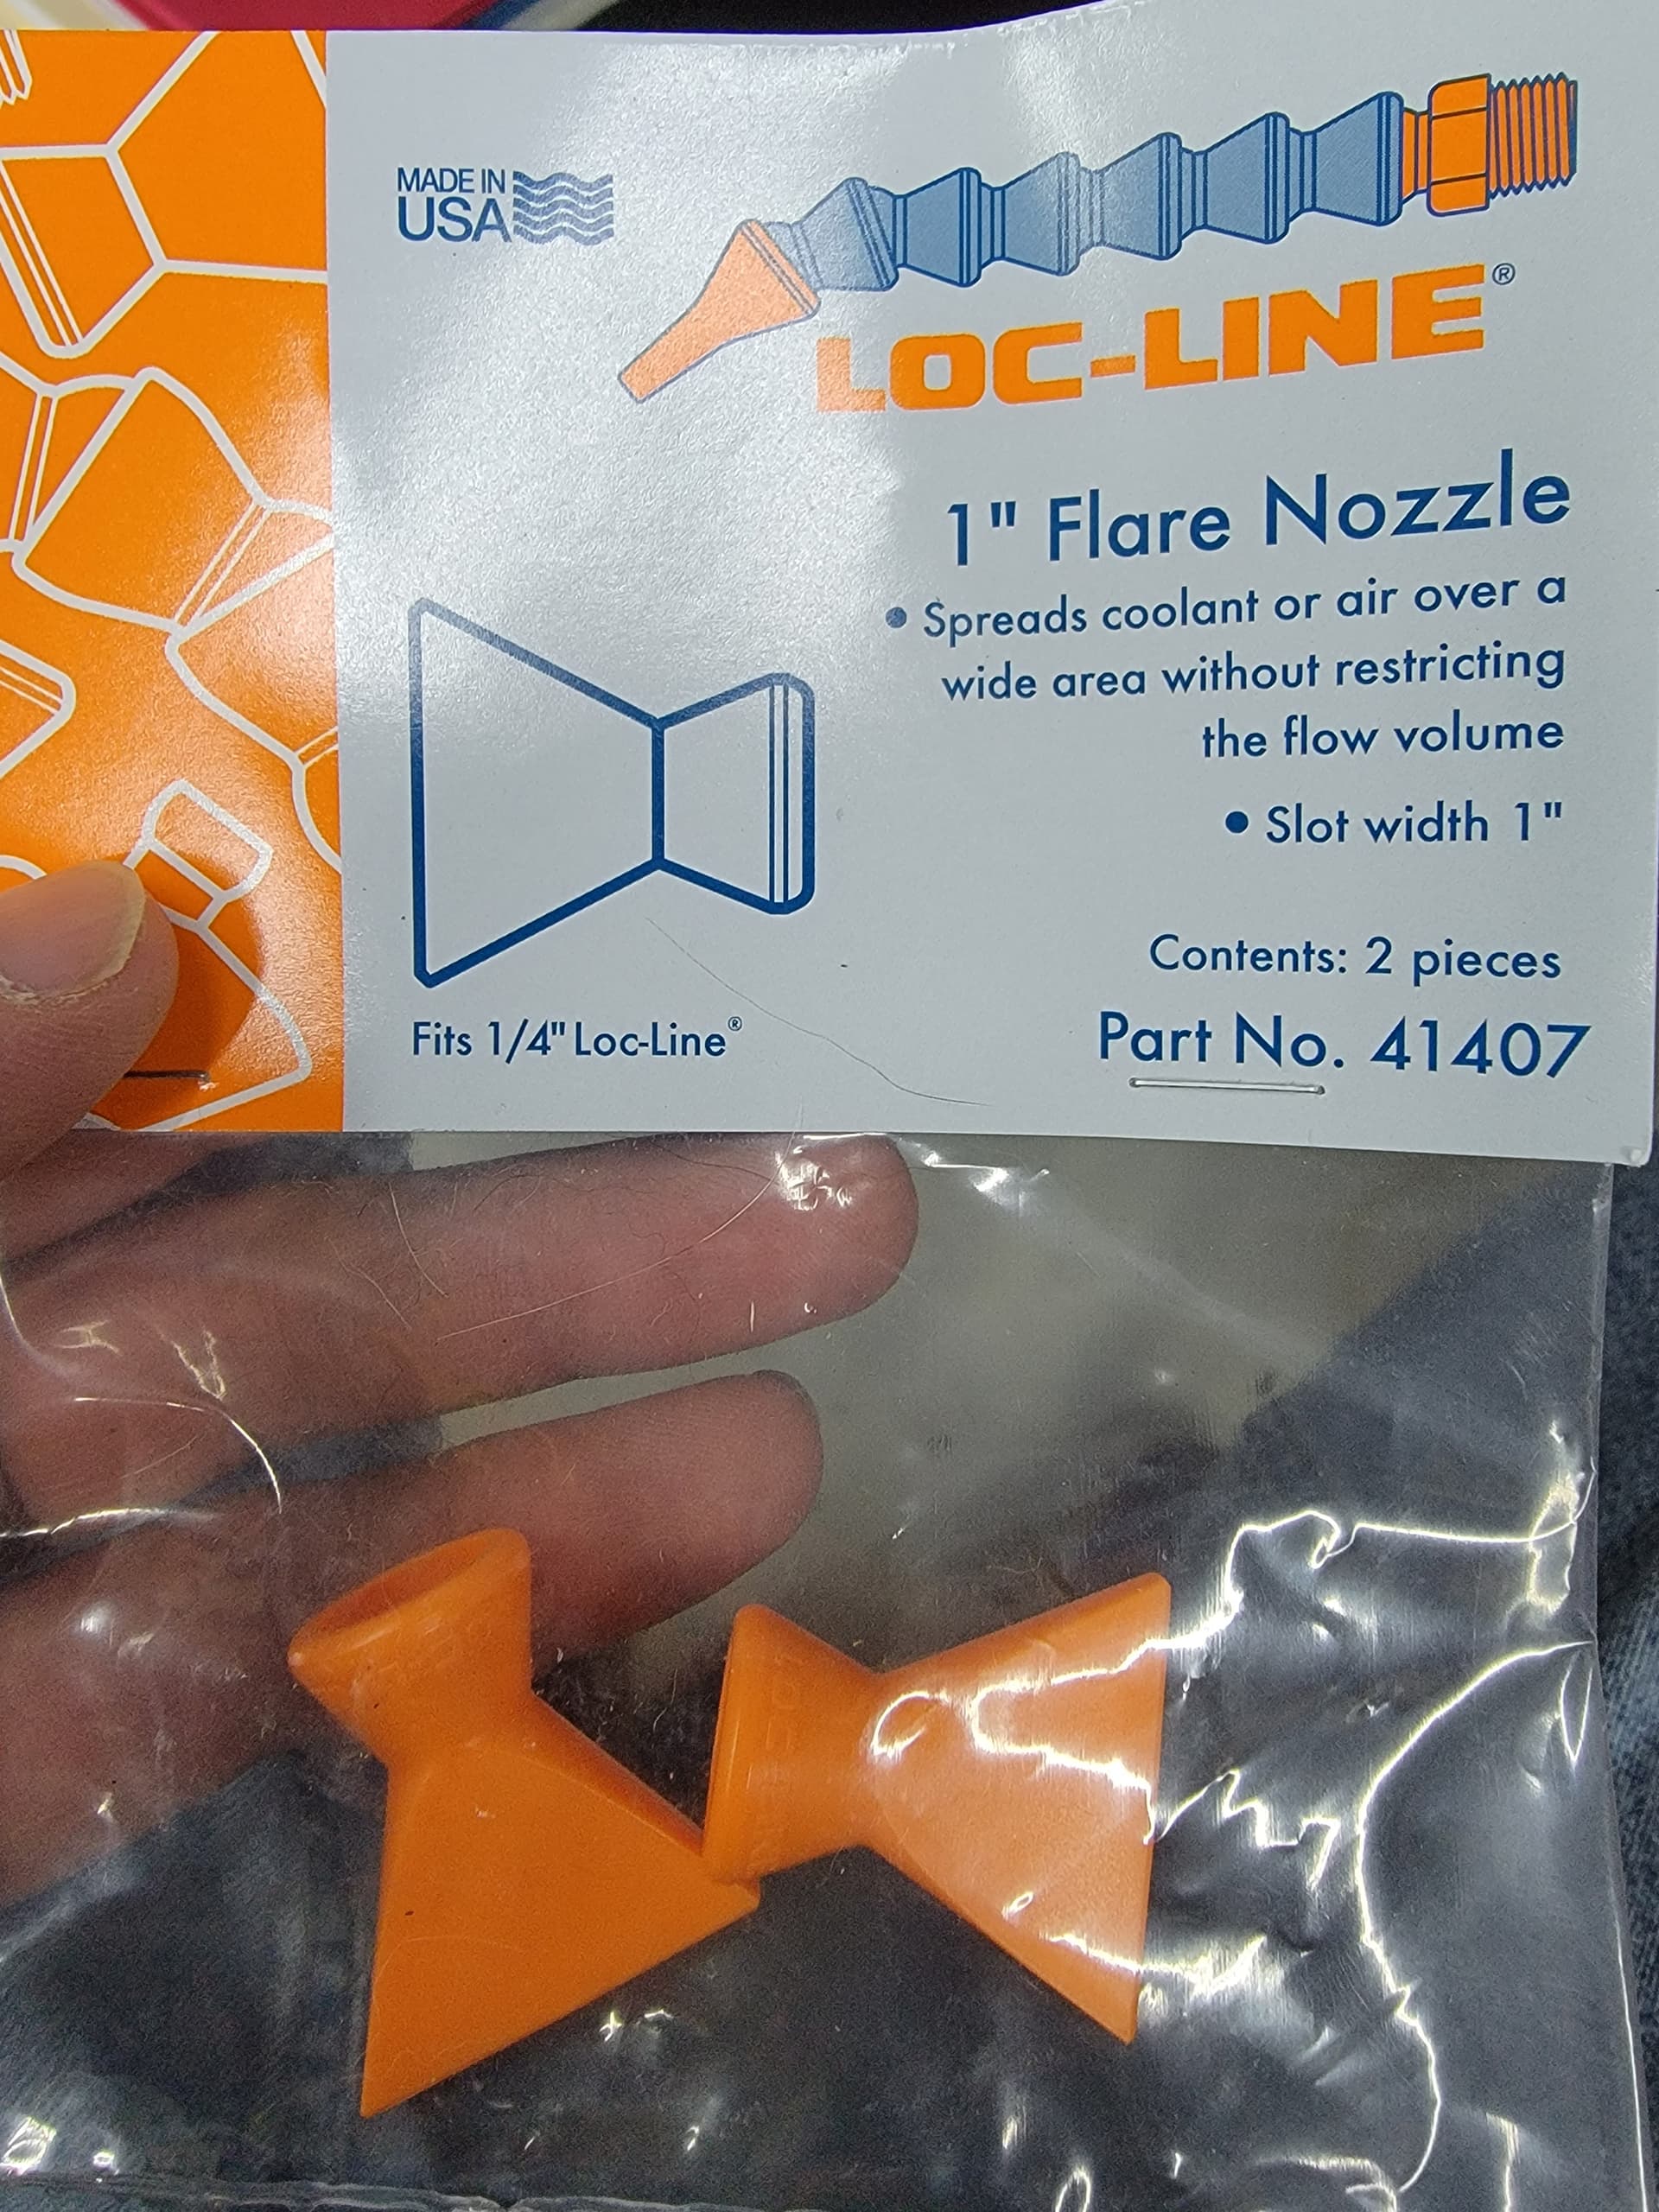 MADE IN
USA
LOC-LINE®
1" Flare Nozzle
• Spreads coolant or air over a
wide area without restricting
the flow volume
• Slot width 1"
Contents: 2 pieces
Fits 1/4" Loc-Line®
Part No. 41407